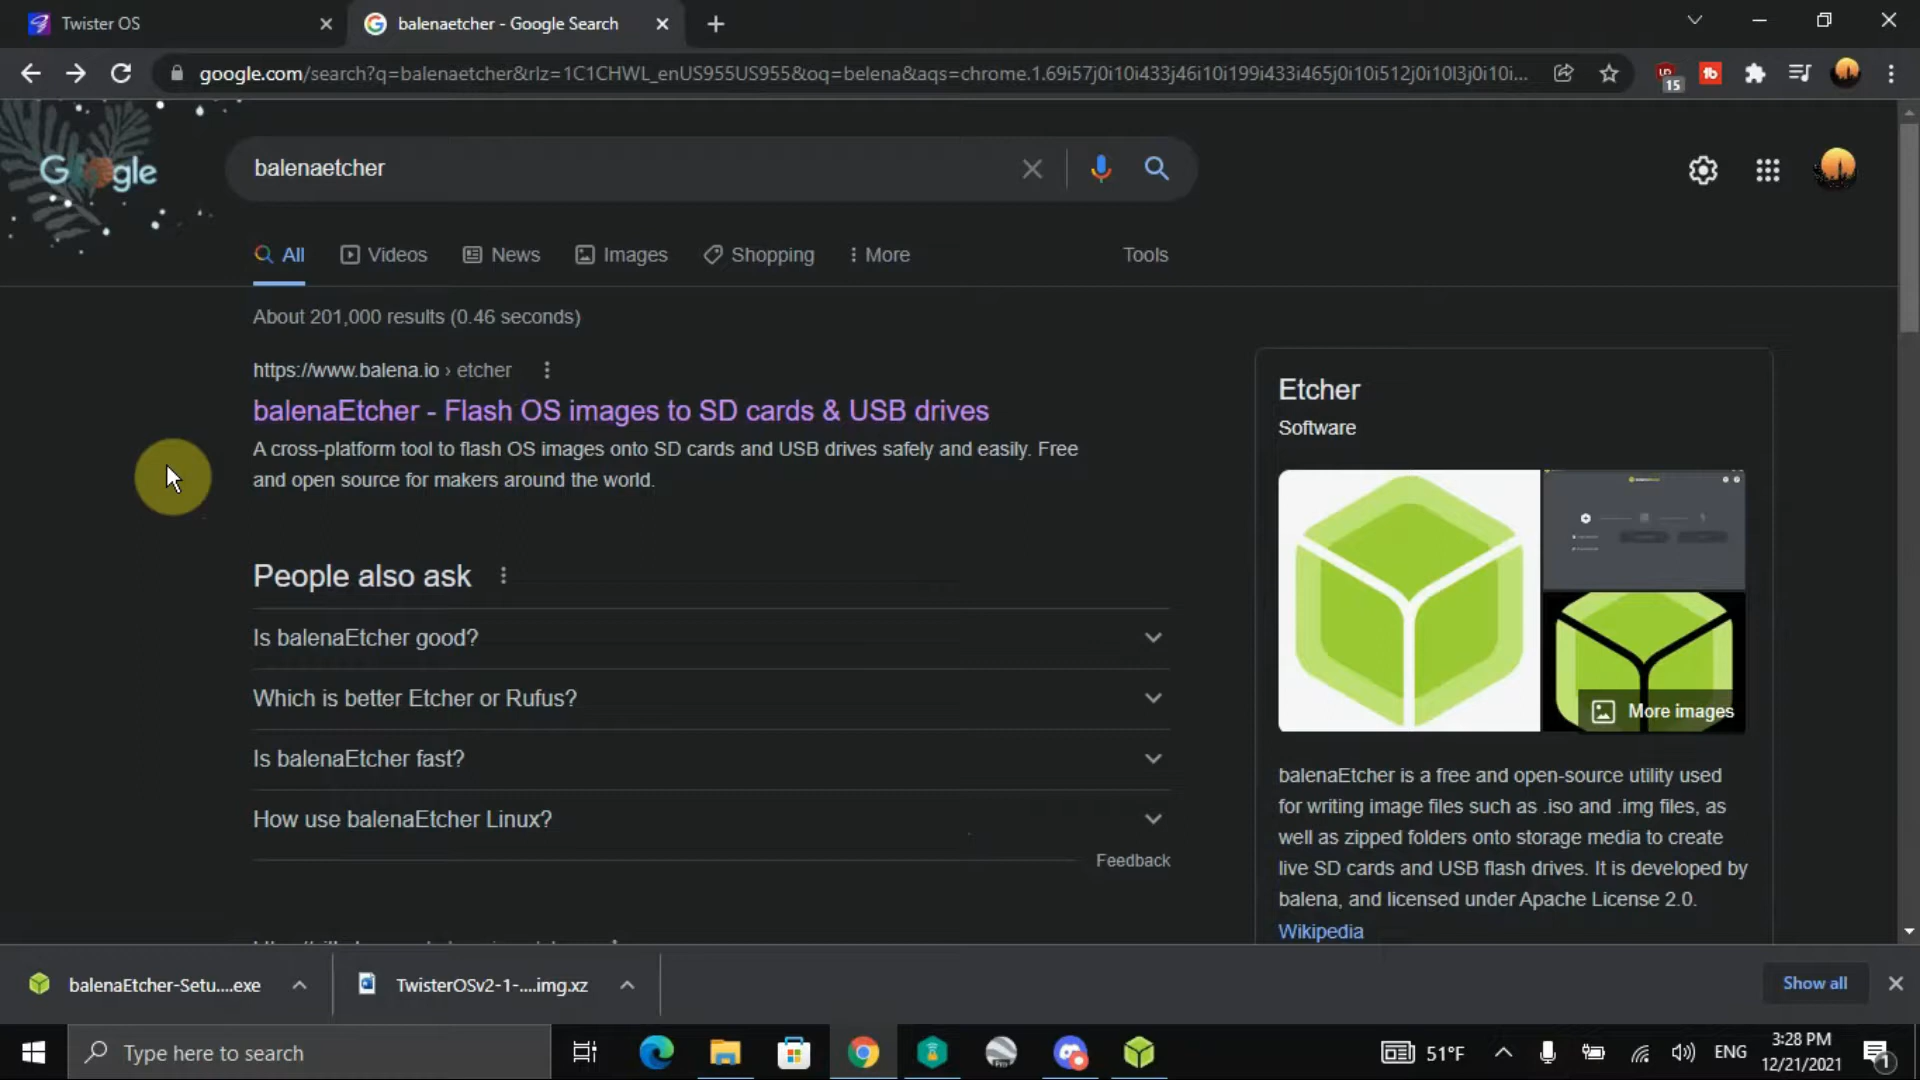 Twister OS
balenaetcher - Google Search
google.com/search?q=balenaetcher&rlz=1C1CHWL_enUS955US955&oq=belena&aqs=chrome.1.69i57j0i10i433j46i10i199i433i465j0i10i512j0i10l3j0i10i...
15
Google
balenaetcher
All
Videos
News
Images
Shopping
More
Tools
About 201,000 results (0.46 seconds)
https://www.balena.io › etcher
balenaEtcher - Flash OS images to SD cards & USB drives
A cross-platform tool to flash OS images onto SD cards and USB drives safely and easily. Free
and open source for makers around the world.
People also ask
Is balenaEtcher good?
Which is better Etcher or Rufus?
Is balenaEtcher fast?
How use balenaEtcher Linux?
Feedback
Etcher
Software
More images
balenaEtcher is a free and open-source utility used
for writing image files such as .iso and .img files, as
well as zipped folders onto storage media to create
live SD cards and USB flash drives. It is developed by
balena, and licensed under Apache License 2.0.
Wikipedia
balenaEtcher-Setu....exe
TwisterOSv2-1-....img.xz
Show all
Type here to search
51°F
ENG
3:28 PM
12/21/2021
1